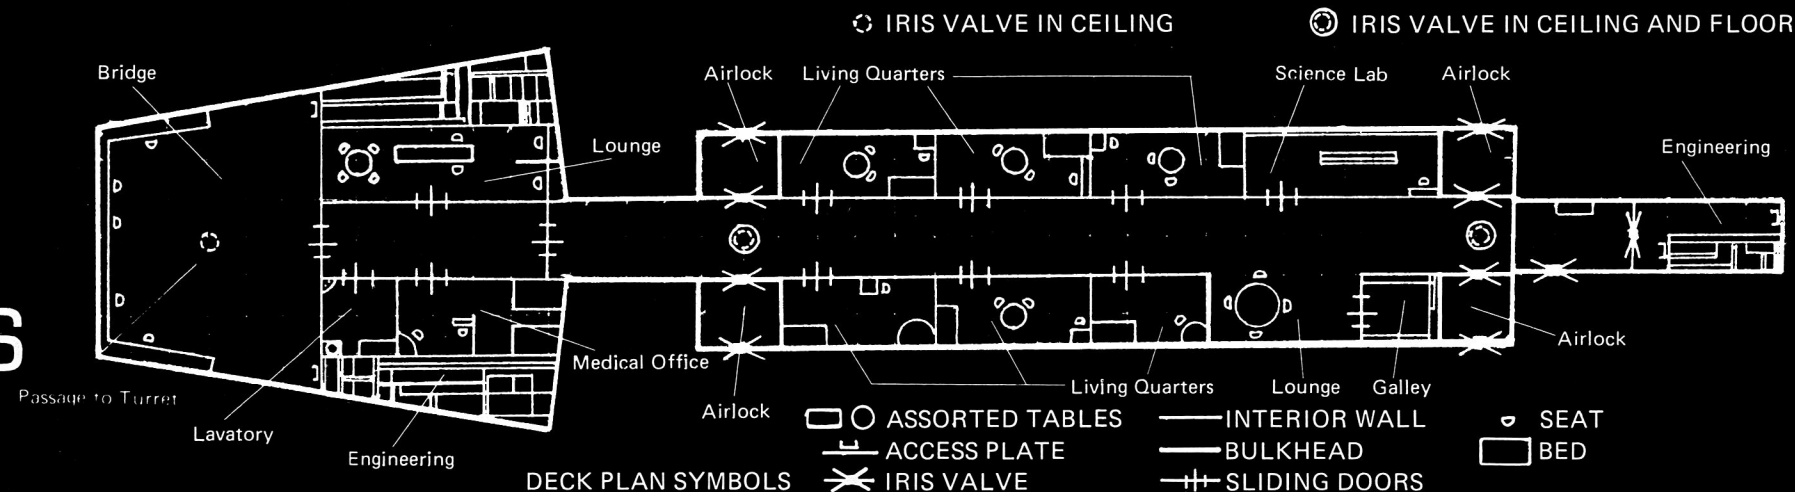 IRIS VALVE IN CEILING
IRIS VALVE IN CEILING AND FLOOR
Bridge
Airlock
Living Quarters
Science Lab
Airlock
Lounge
Engineering
S
Passage to Turret
Lavatory
Engineering
Medical Office
Airlock
Living Quarters
Lounge
Galley
Airlock
ASSORTED TABLES
INTERIOR WALL
SEAT
ACCESS PLATE
BULKHEAD
BED
DECK PLAN SYMBOLS
IRIS VALVE
SLIDING DOORS